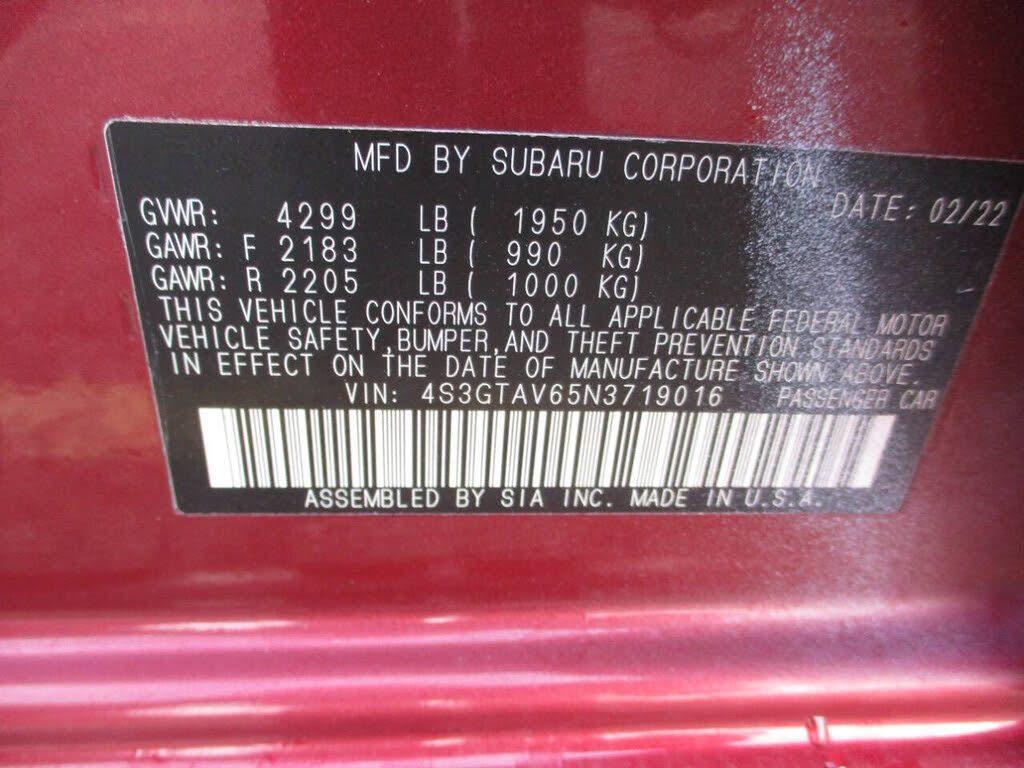 MFD BY SUBARU CORPORATION
DATE: 02/22
GVWR: 4299 LB ( 1950 KG)
GAWR: F 2183 LB ( 990 KG)
GAWR: R 2205 LB ( 1000 KG)
THIS VEHICLE CONFORMS TO ALL APPLICABLE FEDERAL MOTOR
VEHICLE SAFETY,BUMPER,AND THEFT PREVENTION STANDARDS
IN EFFECT ON THE DATE OF MANUFACTURE SHOWN ABOVE.
VIN: 4S3GTAV65N3719016 PASSENGER CAR
ASSEMBLED BY SIA INC. MADE IN U.S.A.